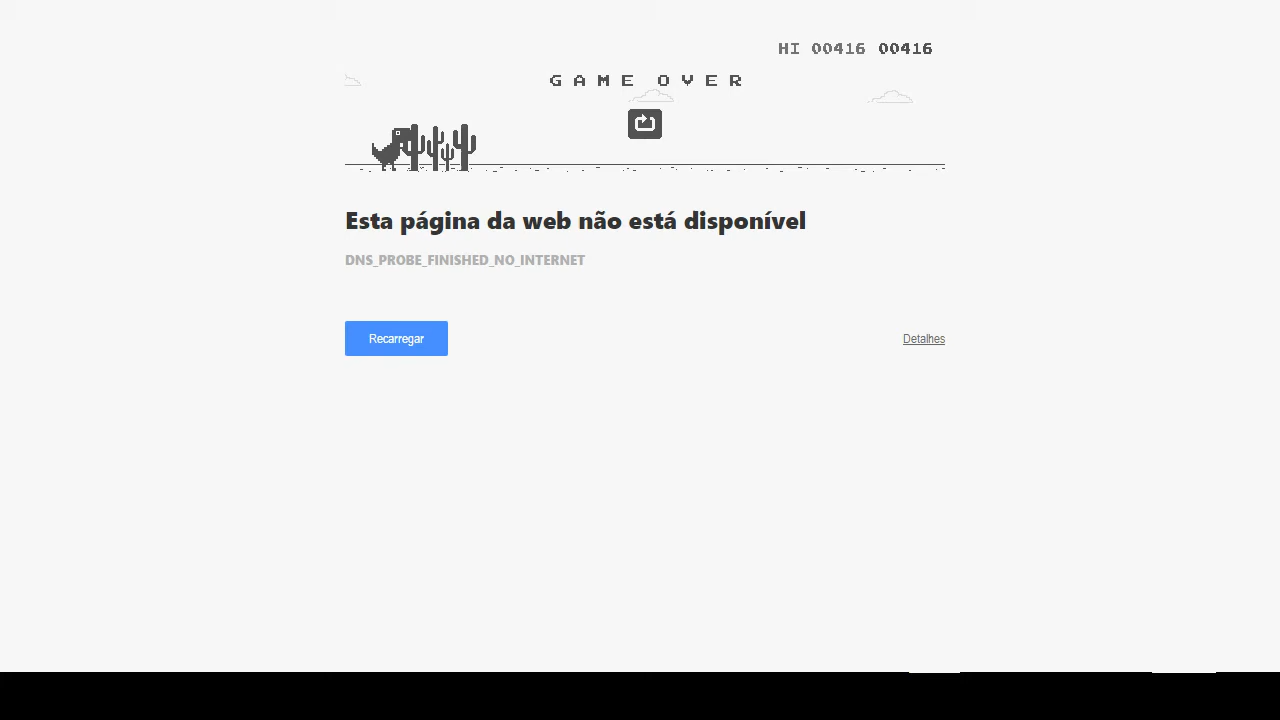 HI 00416 00416
GAME OVER
Esta página da web não está disponível
DNS_PROBE_FINISHED_NO_INTERNET
Recarregar
Detalhes